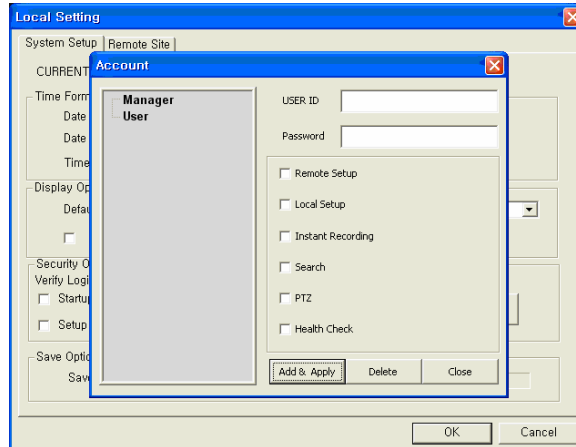 Local Setting
System Setup
Remote Site
CURRENT
Account
Manager
User
USER ID
Password
Remote Setup
Local Setup
Instant Recording
Search
PTZ
Health Check
Add & Apply
Delete
Close
Time Form
Date
Date
Time
Display Op
Defau
Security O
Verify Logi
Startu
Setup
Save Optio
Save
OK
Cancel